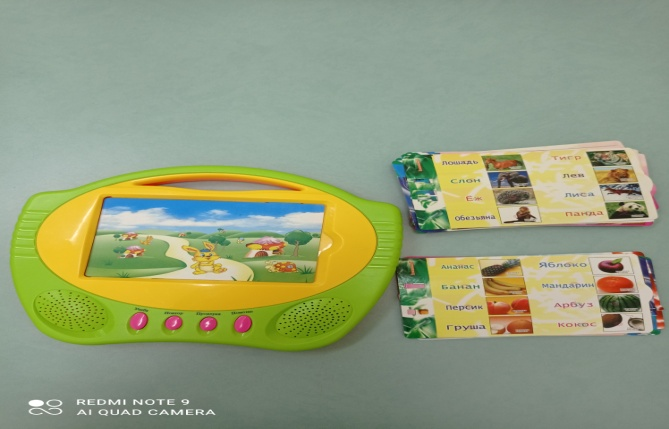 Лошадь Тигр
Слон Лев
Ёж Лиса
Обезьяна Панда
Ананас Яблоко
Банан Мандарин
Персик Арбуз
Груша Кокос
REDMI NOTE 9
AI QUAD CAMERA